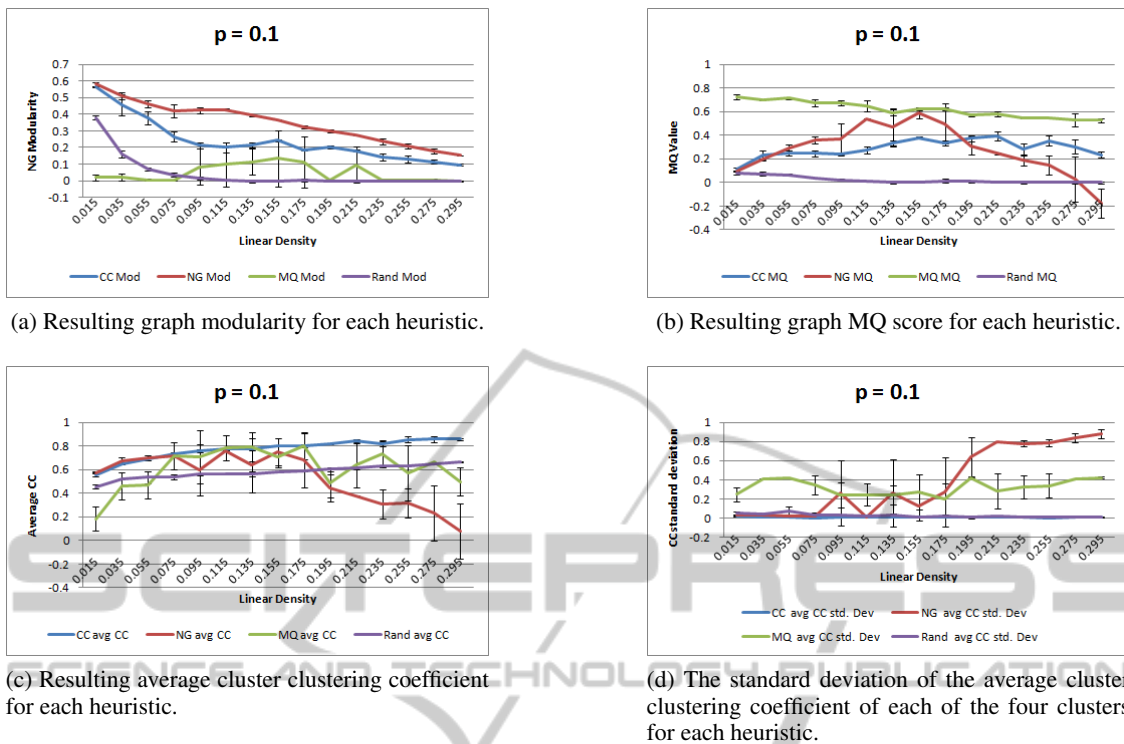 p = 0.1
NG Modularity
0.7
0.6
0.5
0.4
0.3
0.2
0.1
0
-0.1
0.015 0.035 0.055 0.075 0.095 0.115 0.135 0.155 0.175 0.195 0.215 0.235 0.255 0.275 0.295
Linear Density
CC Mod NG Mod MQ Mod Rand Mod
(a) Resulting graph modularity for each heuristic.
p = 0.1
MQ Value
1
0.8
0.6
0.4
0.2
0
-0.2
-0.4
0.015 0.035 0.055 0.075 0.095 0.115 0.135 0.155 0.175 0.195 0.215 0.235 0.255 0.275 0.295
Linear Density
CC MQ NG MQ MQ MQ Rand MQ
(b) Resulting graph MQ score for each heuristic.
p = 0.1
Average CC
1
0.8
0.6
0.4
0.2
0
-0.2
-0.4
0.015 0.035 0.055 0.075 0.095 0.115 0.135 0.155 0.175 0.195 0.215 0.235 0.255 0.275 0.295
Linear Density
CC avg CC NG avg CC MQ avg CC Rand avg CC
(c) Resulting average cluster clustering coefficient
for each heuristic.
p = 0.1
CC standard deviation
1
0.8
0.6
0.4
0.2
0
-0.2
0.015 0.035 0.055 0.075 0.095 0.115 0.135 0.155 0.175 0.195 0.215 0.235 0.255 0.275 0.295
Linear Density
CC avg CC std. Dev NG avg CC std. Dev
MQ avg CC std. Dev Rand avg CC std. Dev
(d) The standard deviation of the average cluster
clustering coefficient of each of the four clusters
for each heuristic.
SCITEPRESS
SCIENCE AND TECHNOLOGY PUBLICATIONS